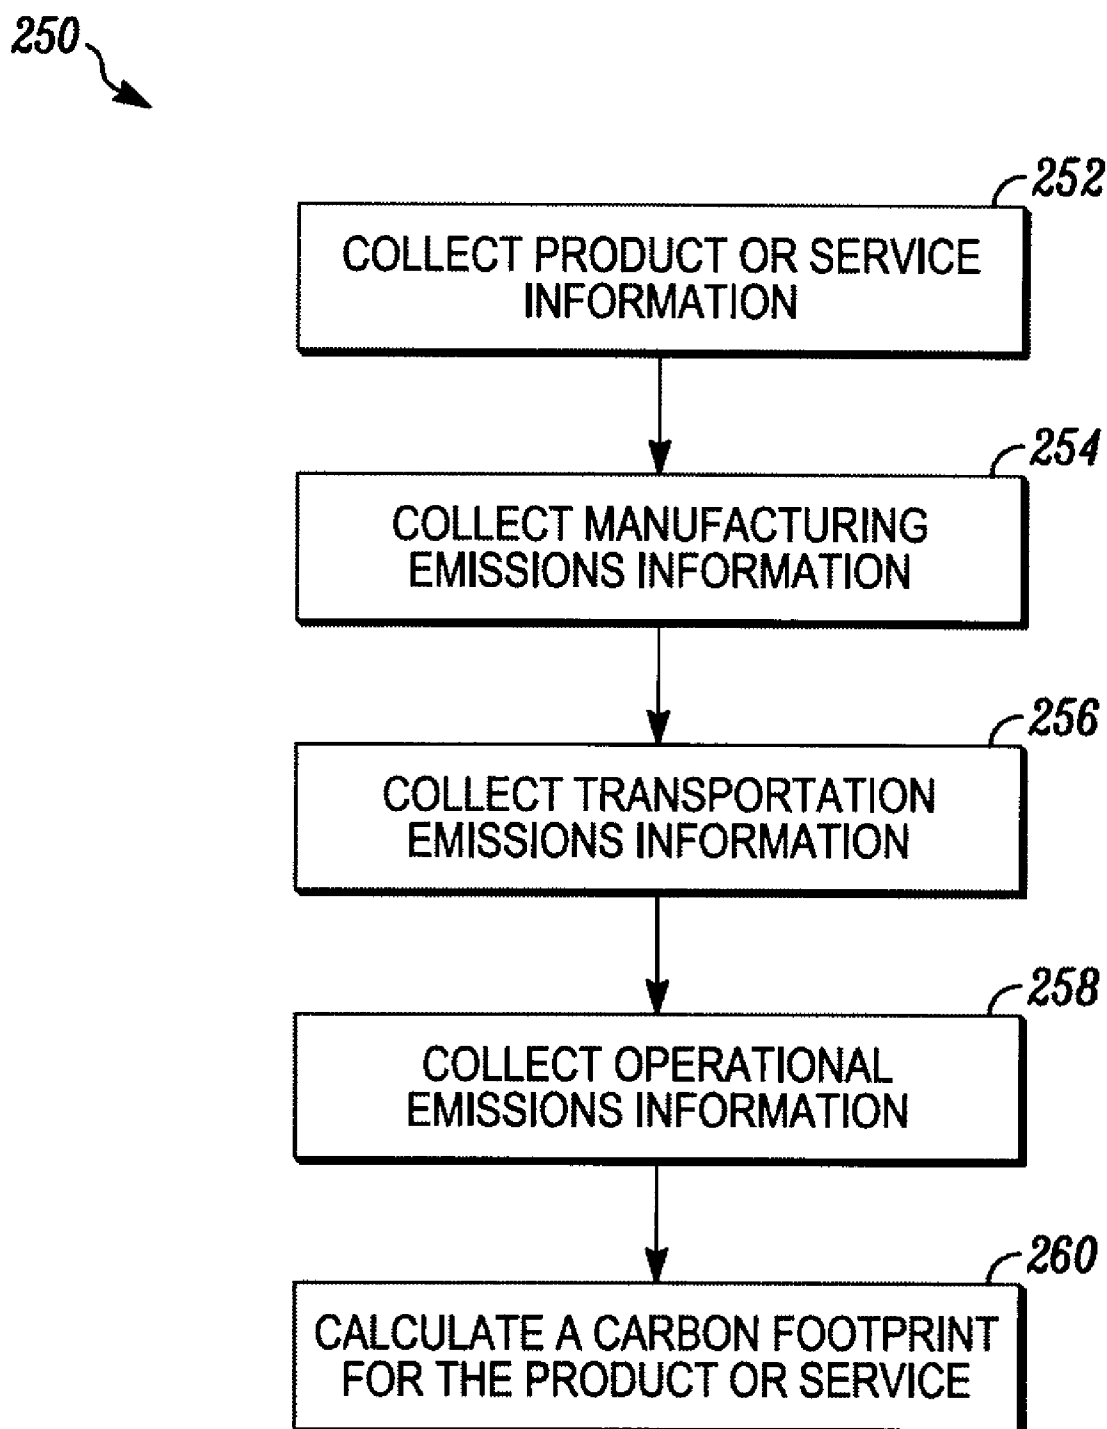 250
252
COLLECT PRODUCT OR SERVICE
INFORMATION
254
COLLECT MANUFACTURING
EMISSIONS INFORMATION
256
COLLECT TRANSPORTATION
EMISSIONS INFORMATION
258
COLLECT OPERATIONAL
EMISSIONS INFORMATION
260
CALCULATE A CARBON FOOTPRINT
FOR THE PRODUCT OR SERVICE